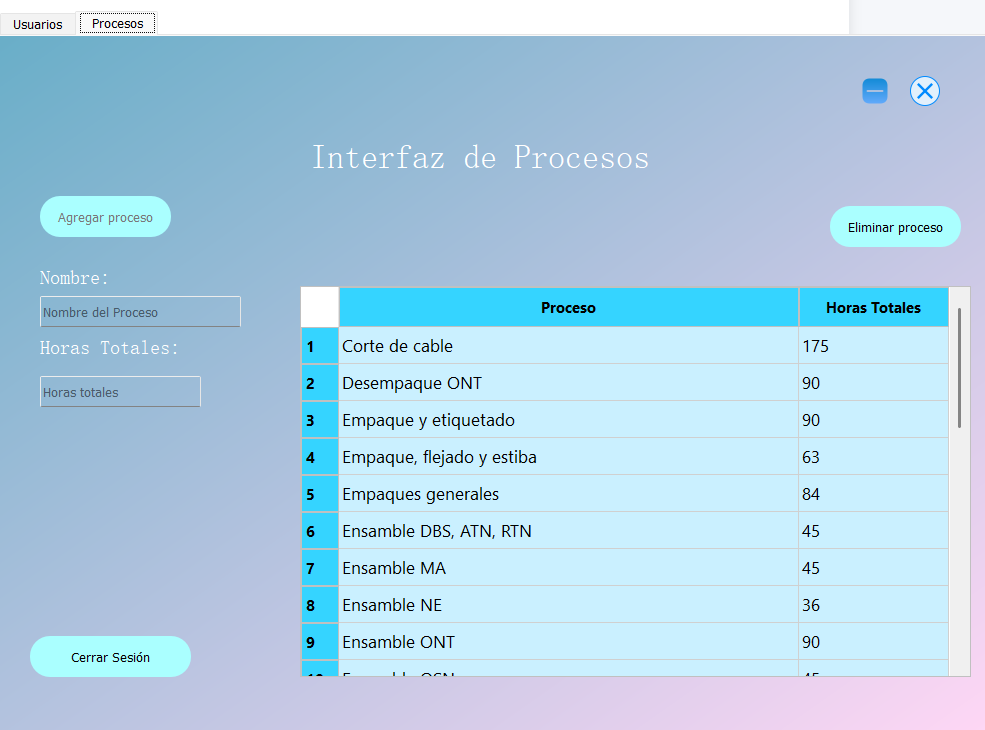 Usuarios Procesos
Interfaz de Procesos
Agregar proceso
Eliminar proceso
Nombre:
Nombre del Proceso
Horas Totales:
Horas totales
Proceso Horas Totales
1 Corte de cable 175
2 Desempaque ONT 90
3 Empaque y etiquetado 90
4 Empaque, flejado y estiba 63
5 Empaques generales 84
6 Ensamble DBS, ATN, RTN 45
7 Ensamble MA 45
8 Ensamble NE 36
9 Ensamble ONT 90
Cerrar Sesión